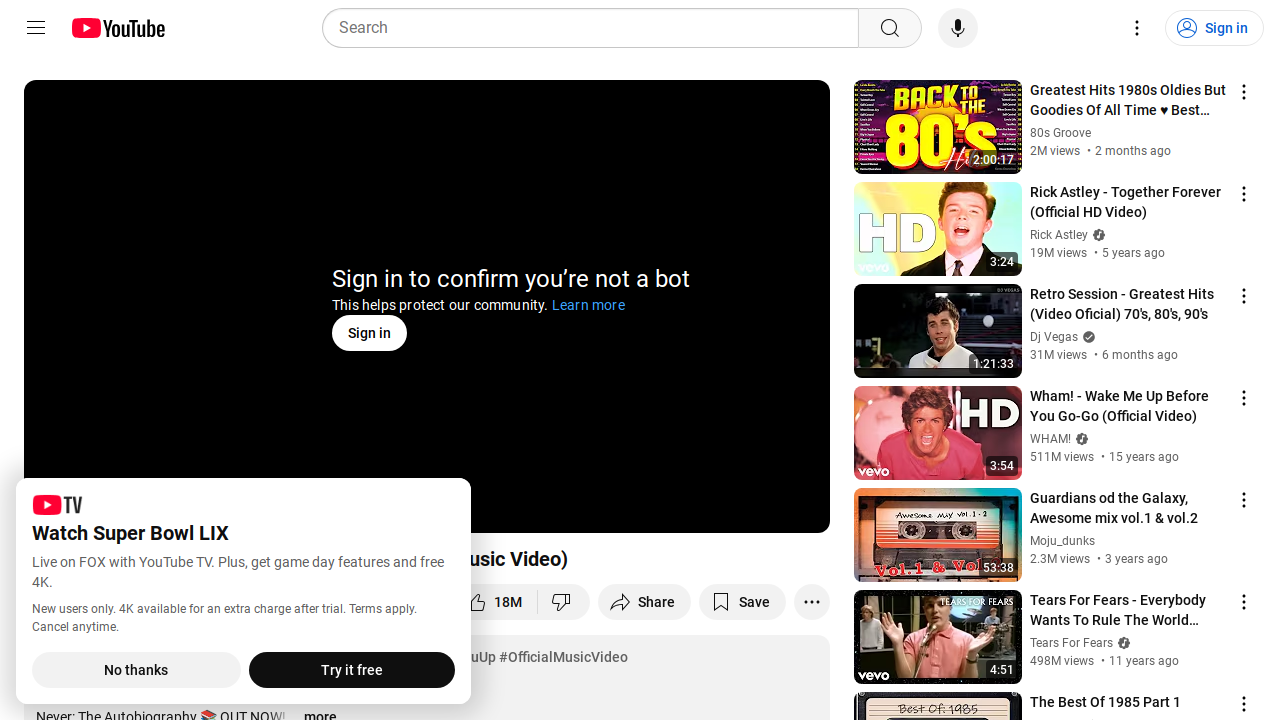 YouTube
Search
Sign in
Sign in to confirm you’re not a bot
This helps protect our community. Learn more
Sign in
TV
Watch Super Bowl LIX
Live on FOX with YouTube TV. Plus, get game day features and free
4K.
New users only. 4K available for an extra charge after trial. Terms apply.
Cancel anytime.
No thanks
Try it free
usic Video)
18M
Share
Save
uUp #OfficialMusicVideo
Never: The Autobiography 📚 OUT NOW!
...more
BACK TO
THE
80'S
Hi
2:00:17
Greatest Hits 1980s Oldies But
Goodies Of All Time ♥ Best…
80s Groove
2M views • 2 months ago
HD
vevo
3:24
Rick Astley - Together Forever
(Official HD Video)
Rick Astley
19M views • 5 years ago
DJ VEGAS
1:21:33
Retro Session - Greatest Hits
(Video Oficial) 70's, 80's, 90's
Dj Vegas
31M views • 6 months ago
HD
vevo
3:54
Wham! - Wake Me Up Before
You Go-Go (Official Video)
WHAM!
511M views • 15 years ago
Awesome Mix Vol.1 - 2
Vol.1 & Vol
53:38
Guardians od the Galaxy,
Awesome mix vol.1 & vol.2
Moju_dunks
2.3M views • 3 years ago
TEARS FOR FEARS
vevo
4:51
Tears For Fears - Everybody
Wants To Rule The World…
Tears For Fears
498M views • 11 years ago
Best Of: 1985
The Best Of 1985 Part 1